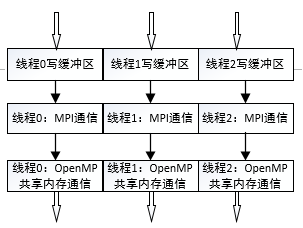 线程0写缓冲区 线程1写缓冲区 线程2写缓冲区
线程0：MPI通信 线程1：MPI通信 线程2：MPI通信
线程0：OpenMP 线程1：OpenMP 线程2：OpenMP
共享内存通信 共享内存通信 共享内存通信